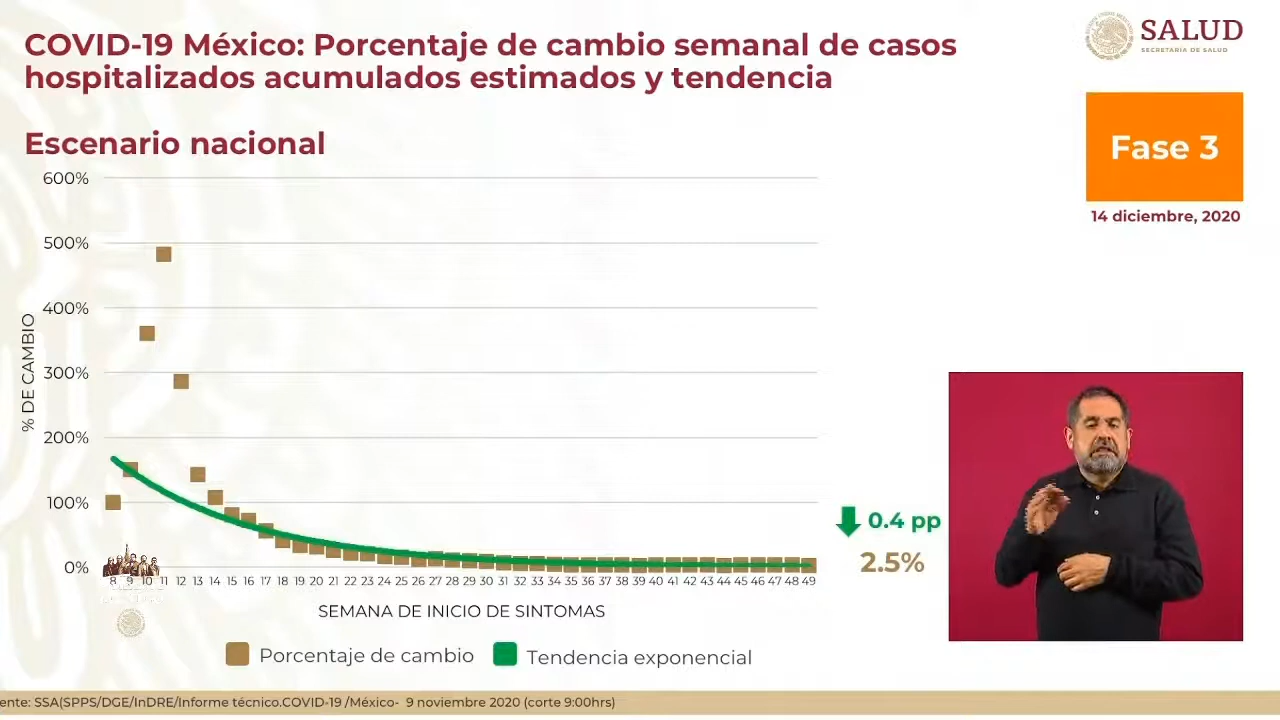 COVID-19 México: Porcentaje de cambio semanal de casos
hospitalizados acumulados estimados y tendencia
SALUD
SECRETARÍA DE SALUD
Escenario nacional
Fase 3
14 diciembre, 2020
600%
500%
400%
300%
200%
100%
0%
% DE CAMBIO
0.4 pp
2.5%
8 9 10 11 12 13 14 15 16 17 18 19 20 21 22 23 24 25 26 27 28 29 30 31 32 33 34 35 36 37 38 39 40 41 42 43 44 45 46 47 48 49
SEMANA DE INICIO DE SINTOMAS
Porcentaje de cambio
Tendencia exponencial
ente: SSA(SPPS/DGE/InDRE/Informe técnico.COVID-19 /México- 9 noviembre 2020 (corte 9:00hrs)